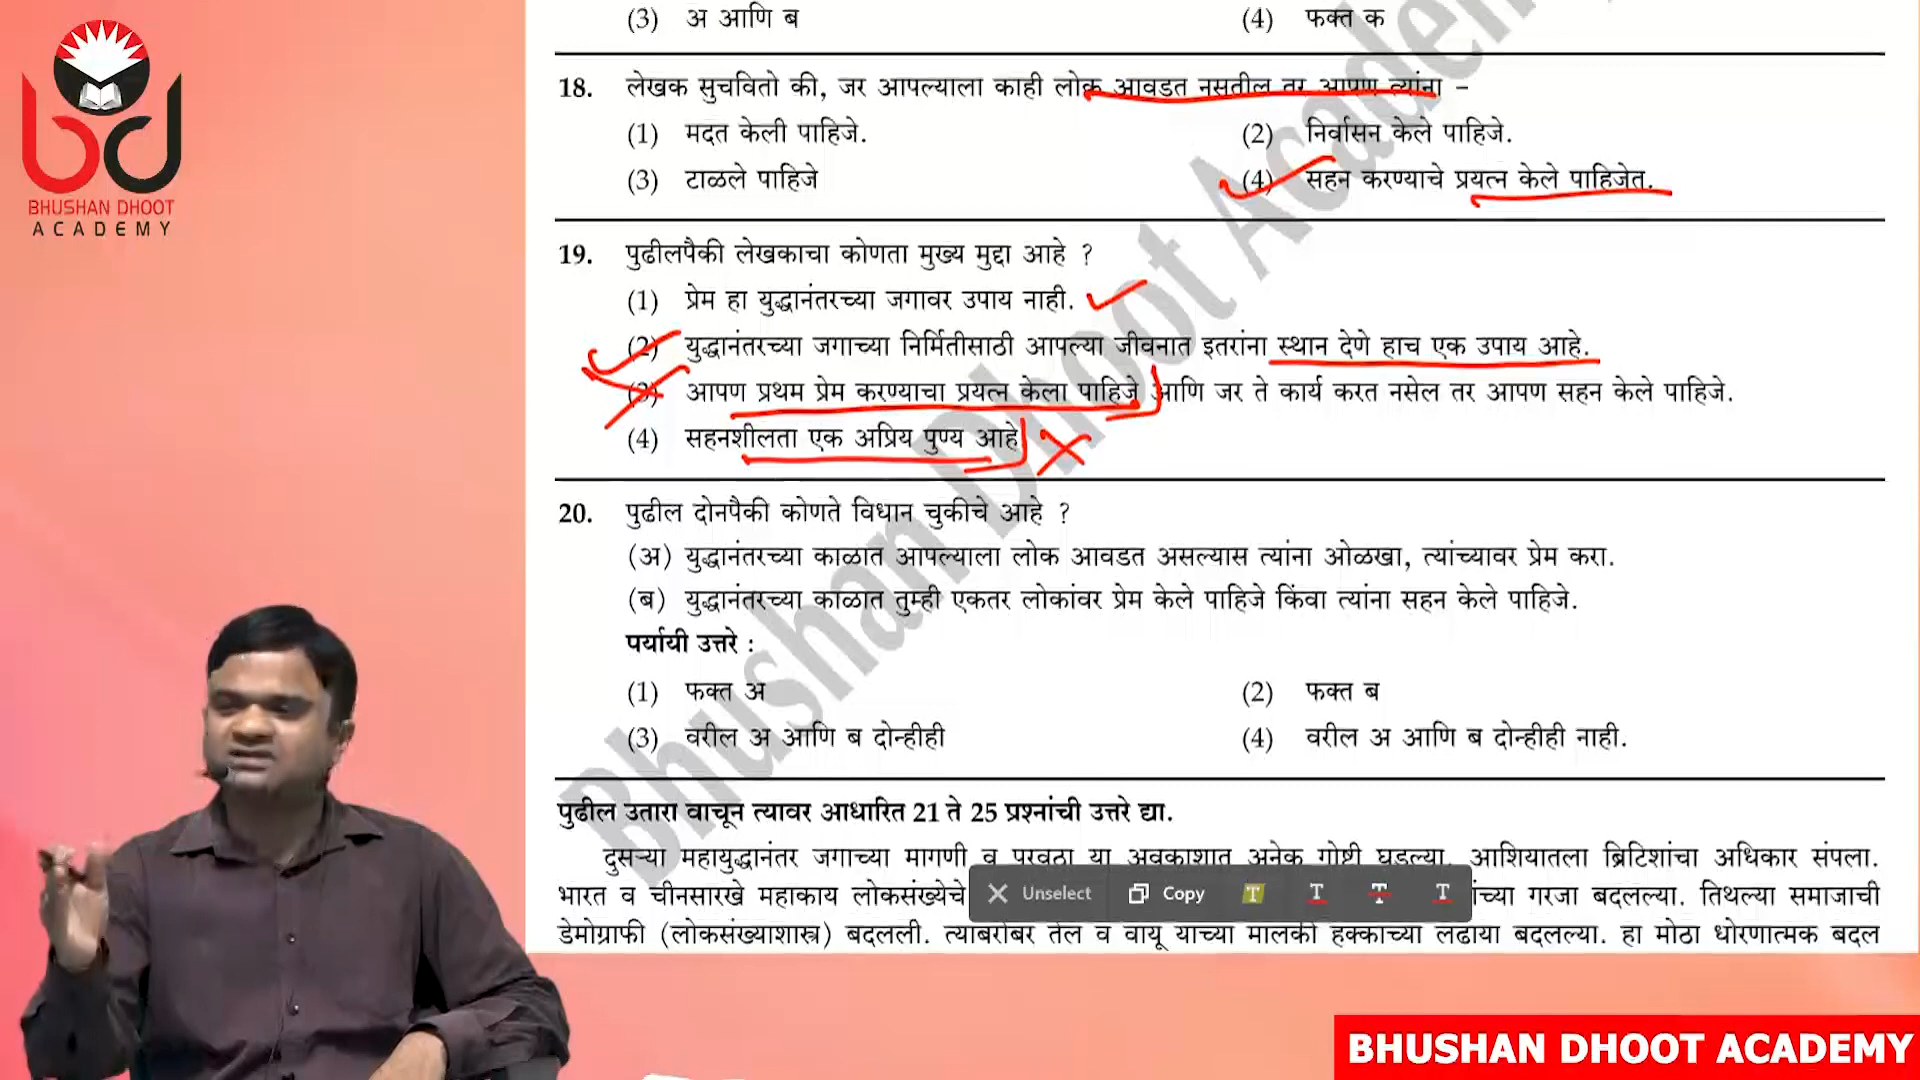 (3) अ आणि ब (4) फक्त क
18. लेखक सुचवितो की, जर आपल्याला काही लोक आवडत नसतील तर आपण त्यांना –
(1) मदत केली पाहिजे. (2) निर्वासन केले पाहिजे.
(3) टाळले पाहिजे (4) सहन करण्याचे प्रयत्न केले पाहिजेत.
19. पुढीलपैकी लेखकाचा कोणता मुख्य मुद्दा आहे ?
(1) प्रेम हा युद्धानंतरच्या जगावर उपाय नाही.
(2) युद्धानंतरच्या जगाच्या निर्मितीसाठी आपल्या जीवनात इतरांना स्थान देणे हाच एक उपाय आहे.
(3) आपण प्रथम प्रेम करण्याचा प्रयत्न केला पाहिजे आणि जर ते कार्य करत नसेल तर आपण सहन केले पाहिजे.
(4) सहनशीलता एक अप्रिय पुण्य आहे
20. पुढील दोनपैकी कोणते विधान चुकीचे आहे ?
(अ) युद्धानंतरच्या काळात आपल्याला लोक आवडत असल्यास त्यांना ओळखा, त्यांच्यावर प्रेम करा.
(ब) युद्धानंतरच्या काळात तुम्ही एकतर लोकांवर प्रेम केले पाहिजे किंवा त्यांना सहन केले पाहिजे.
पर्यायी उत्तरे :
(1) फक्त अ (2) फक्त ब
(3) वरील अ आणि ब दोन्हीही (4) वरील अ आणि ब दोन्हीही नाही.
पुढील उतारा वाचून त्यावर आधारित 21 ते 25 प्रश्नांची उत्तरे द्या.
दुसऱ्या महायुद्धानंतर जगाच्या मागणी व पुरवठा या अवकाशात अनेक गोष्टी घडल्या. आशियातला ब्रिटिशांचा अधिकार संपला.
भारत व चीनसारखे महाकाय लोकसंख्येचे गरजा बदलल्या. तिथल्या समाजाची
डेमोग्राफी (लोकसंख्याशास्त्र) बदलली. त्याबरोबर तेल व वायू याच्या मालकी हक्काच्या लढाया बदलल्या. हा मोठा धोरणात्मक बदल
Unselect Copy T T T T
bd
BHUSHAN DHOOT
ACADEMY
Bhushan Dhoot Academy
BHUSHAN DHOOT ACADEMY